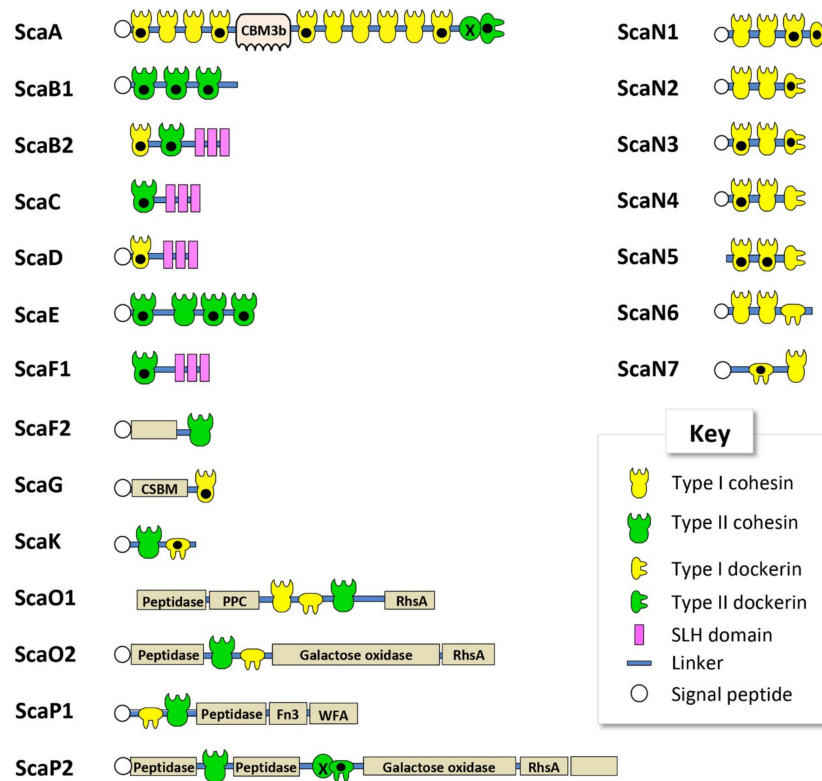 ScaA
CBM3b
X
ScaB1
ScaB2
ScaC
ScaD
ScaE
ScaF1
ScaF2
ScaG
CSBM
ScaK
ScaO1
Peptidase PPC RhsA
ScaO2
Peptidase Galactose oxidase RhsA
ScaP1
Peptidase Fn3 WFA
ScaP2
Peptidase Peptidase X Galactose oxidase RhsA
ScaN1
ScaN2
ScaN3
ScaN4
ScaN5
ScaN6
ScaN7
Key
Type I cohesin
Type II cohesin
Type I dockerin
Type II dockerin
SLH domain
Linker
Signal peptide